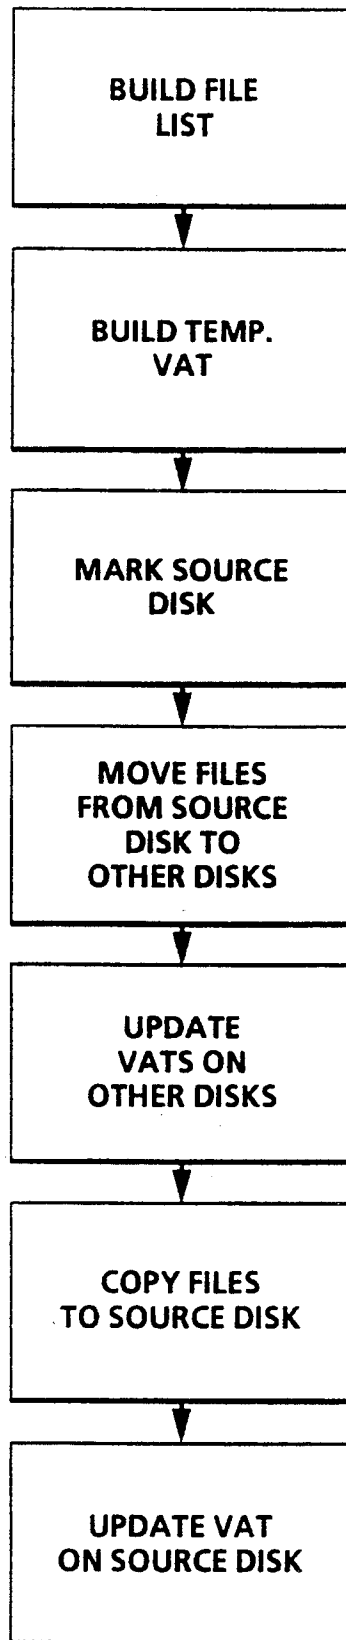 BUILD FILE
LIST
BUILD TEMP.
VAT
MARK SOURCE
DISK
MOVE FILES
FROM SOURCE
DISK TO
OTHER DISKS
UPDATE
VATS ON
OTHER DISKS
COPY FILES
TO SOURCE DISK
UPDATE VAT
ON SOURCE DISK